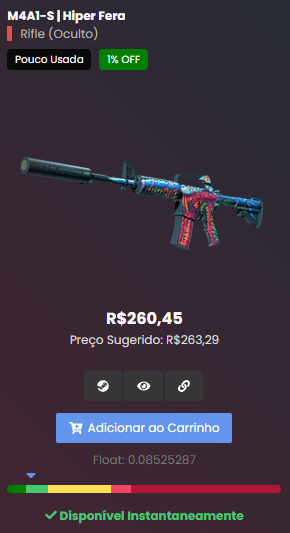 M4A1-S | Hiper Fera
Rifle (Oculto)
Pouco Usada
1% OFF
R$260,45
Preço Sugerido: R$263,29
Adicionar ao Carrinho
Float: 0.08525287
Disponível Instantaneamente